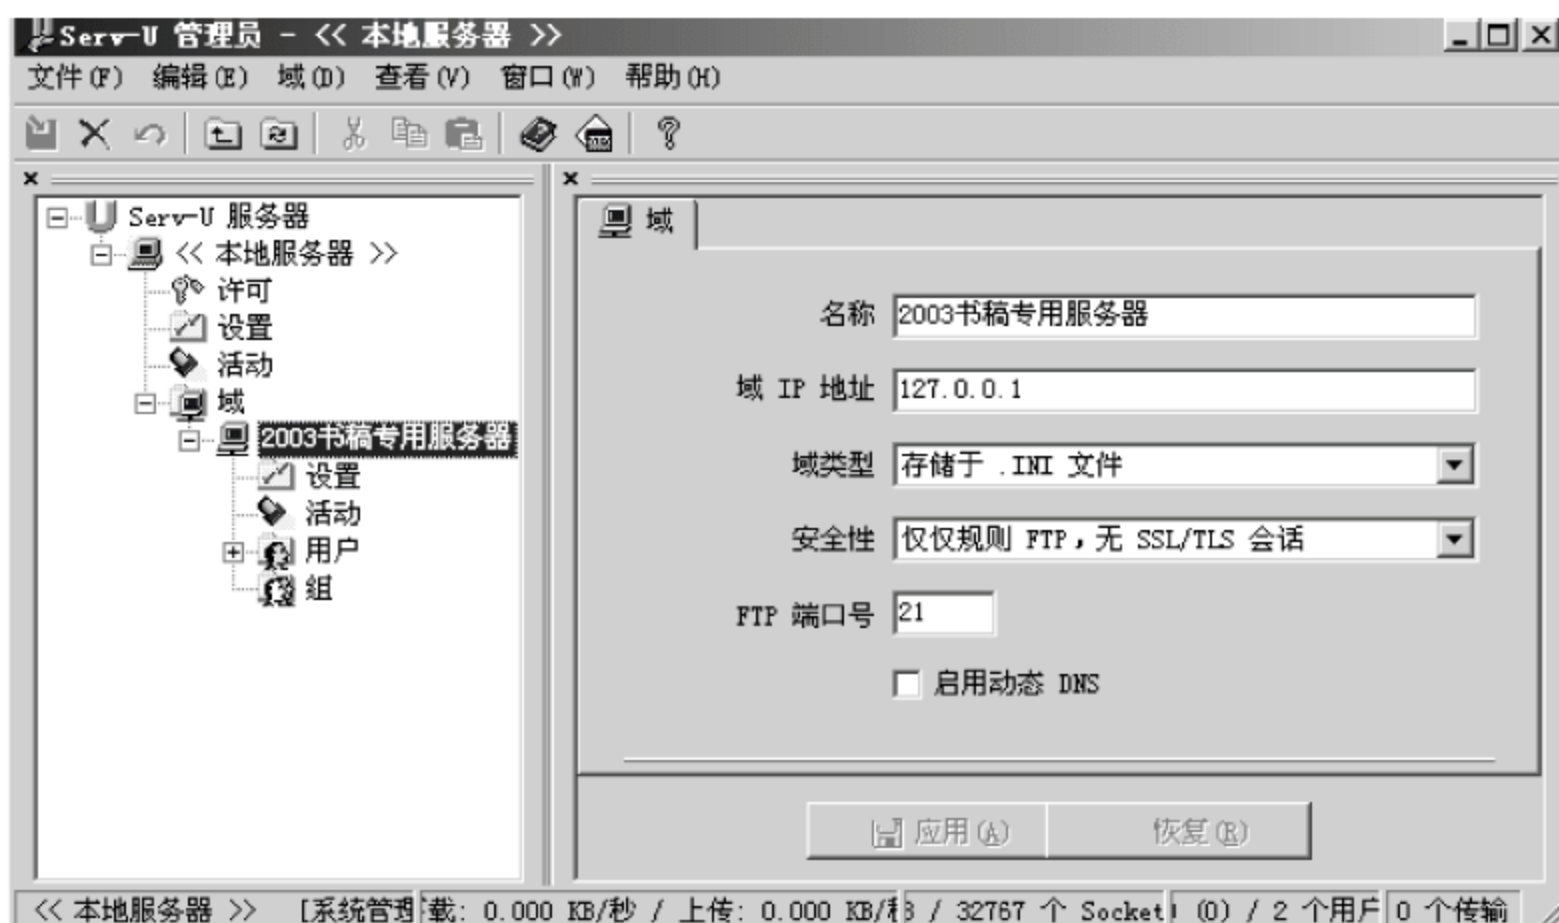 Serv-U 管理员 - << 本地服务器 >>
文件(F) 编辑(E) 域(D) 查看(V) 窗口(W) 帮助(H)
Serv-U 服务器
<< 本地服务器 >>
许可
设置
活动
域
2003书稿专用服务器
设置
活动
用户
组
域
名称 2003书稿专用服务器
域 IP 地址 127.0.0.1
域类型 存储于 .INI 文件
安全性 仅仅规则 FTP，无 SSL/TLS 会话
FTP 端口号 21
启用动态 DNS
应用(A) 恢复(R)
<< 本地服务器 >> [系统管理 载: 0.000 KB/秒 / 上传: 0.000 KB/ / 32767 个 Socket (0) / 2 个用户 0 个传输